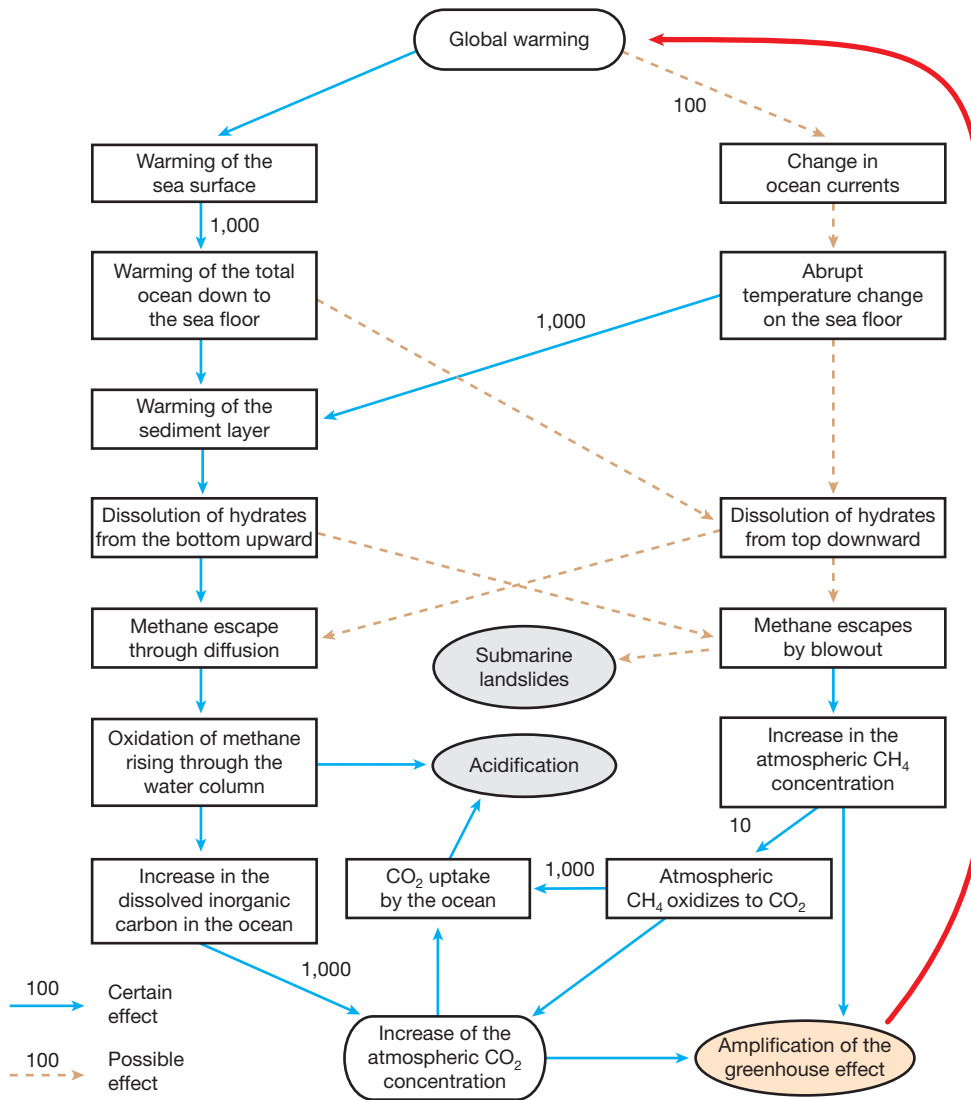 Global warming
100
Warming of the
sea surface
Change in
ocean currents
1,000
Warming of the total
ocean down to
the sea floor
Abrupt
temperature change
on the sea floor
1,000
Warming of the
sediment layer
Dissolution of hydrates
from the bottom upward
Dissolution of hydrates
from top downward
Methane escape
through diffusion
Submarine
landslides
Methane escapes
by blowout
Oxidation of methane
rising through the
water column
Acidification
Increase in the
atmospheric CH₄
concentration
10
Increase in the
dissolved inorganic
carbon in the ocean
CO₂ uptake
by the ocean
1,000
Atmospheric
CH₄ oxidizes to CO₂
1,000
100
Certain
effect
100
Possible
effect
Increase of the
atmospheric CO₂
concentration
Amplification of the
greenhouse effect